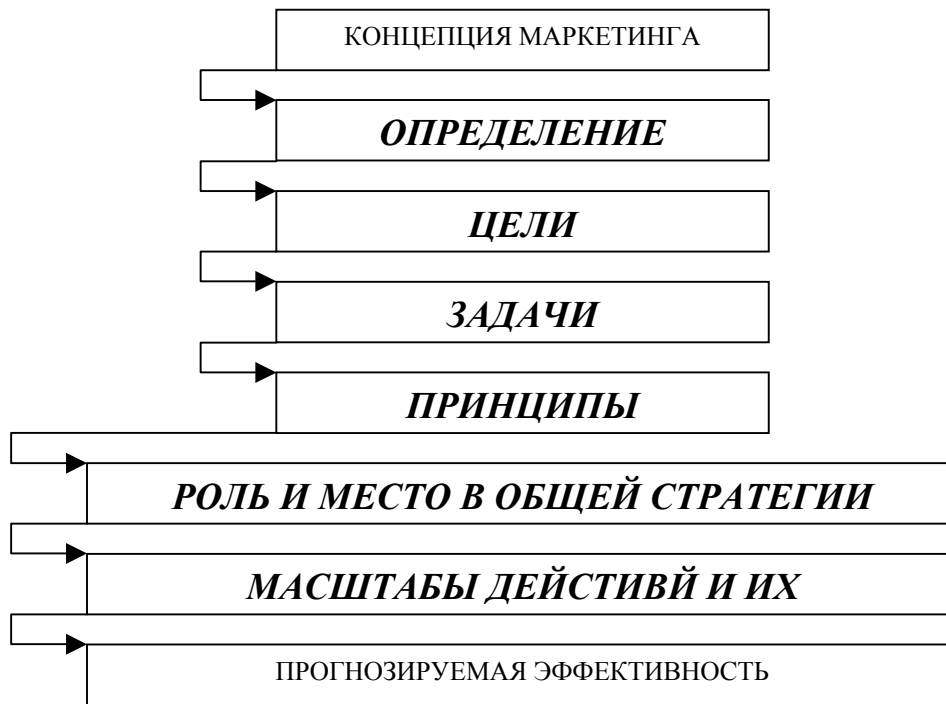 КОНЦЕПЦИЯ МАРКЕТИНГА
ОПРЕДЕЛЕНИЕ
ЦЕЛИ
ЗАДАЧИ
ПРИНЦИПЫ
РОЛЬ И МЕСТО В ОБЩЕЙ СТРАТЕГИИ
МАСШТАБЫ ДЕЙСТИВЙ И ИХ
ПРОГНОЗИРУЕМАЯ ЭФФЕКТИВНОСТЬ